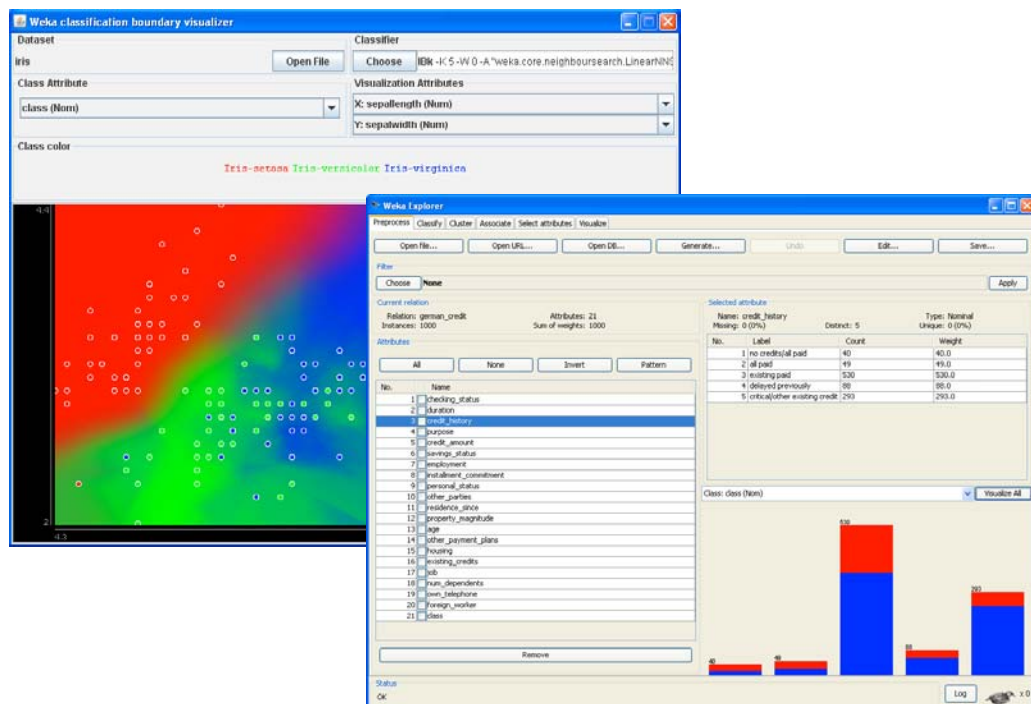 Weka classification boundary visualizer
Dataset
Classifier
iris
Open File
Choose
IBk -K 5 -W 0 -A "weka.core.neighboursearch.LinearNNS
Class Attribute
Visualization Attributes
class (Nom)
X: sepallength (Num)
Y: sepalwidth (Num)
Class color
Iris-setosa Iris-versicolor Iris-virginica
4.4
2
4.3
Weka Explorer
Preprocess Classify Cluster Associate Select attributes Visualize
Open file... Open URL... Open DB... Generate... Undo Edit... Save...
Filter
Choose None Apply
Current relation
Relation: german_credit Attributes: 21
Instances: 1000 Sum of weights: 1000
Attributes
All None Invert Pattern
No. Name
1 checking_status
2 duration
3 credit_history
4 purpose
5 credit_amount
6 savings_status
7 employment
8 installment_commitment
9 personal_status
10 other_parties
11 residence_since
12 property_magnitude
13 age
14 other_payment_plans
15 housing
16 existing_credits
17 job
18 num_dependents
19 own_telephone
20 foreign_worker
21 class
Remove
Selected attribute
Name: credit_history Type: Nominal
Missing: 0 (0%) Distinct: 5 Unique: 0 (0%)
No. Label Count Weight
1 no credits/all paid 40 40.0
2 all paid 49 49.0
3 existing paid 530 530.0
4 delayed previously 88 88.0
5 critical/other existing credit 293 293.0
Class: class (Nom) Visualize All
40
49
530
88
293
Status
OK
Log
x 0